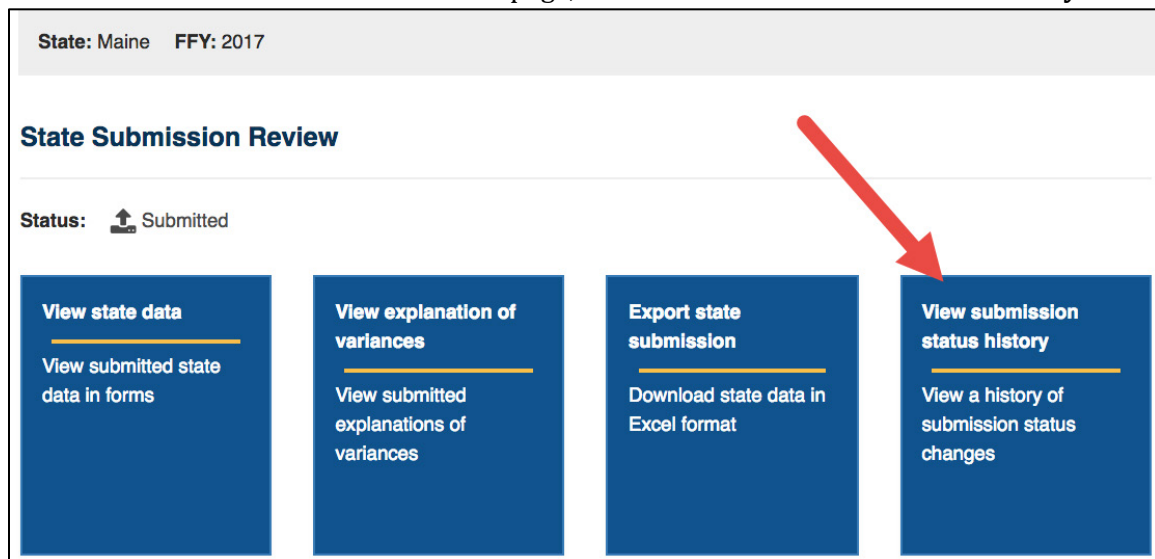 State: Maine FFY: 2017
State Submission Review
Status: Submitted
View state data
View submitted state
data in forms
View explanation of
variances
View submitted
explanations of
variances
Export state
submission
Download state data in
Excel format
View submission
status history
View a history of
submission status
changes